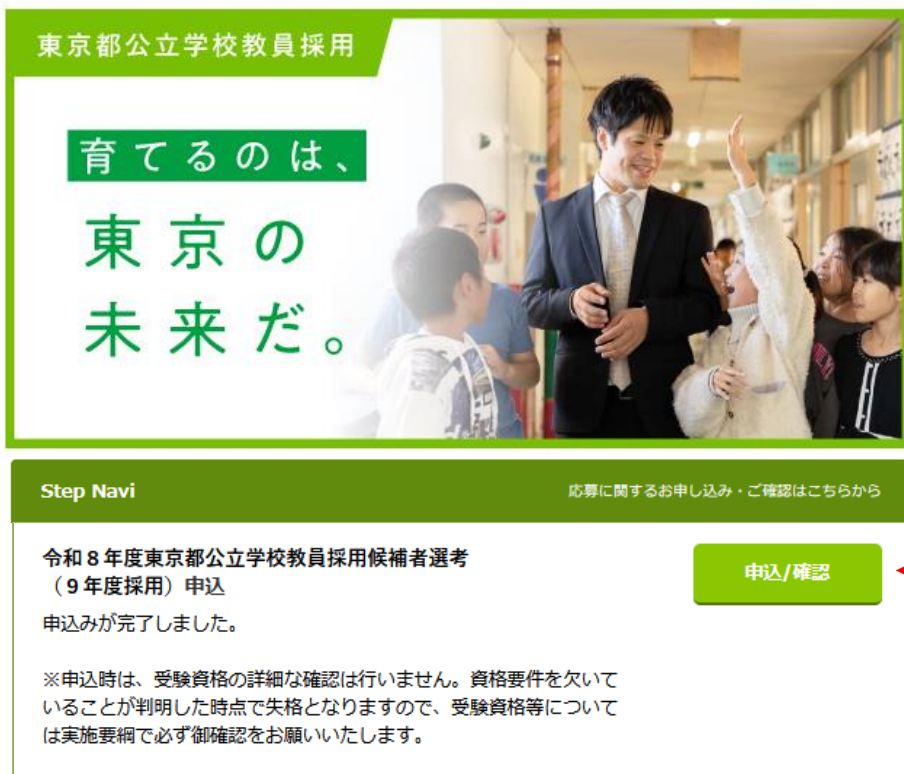 東京都公立学校教員採用
育てるのは、
東京の
未来だ。
Step Navi
応募に関するお申し込み・ご確認はこちらから
令和８年度東京都公立学校教員採用候補者選考
（９年度採用）申込
申込/確認
申込みが完了しました。
※申込時は、受験資格の詳細な確認は行いません。資格要件を欠いて
いることが判明した時点で失格となりますので、受験資格等について
は実施要綱で必ず御確認をお願いいたします。